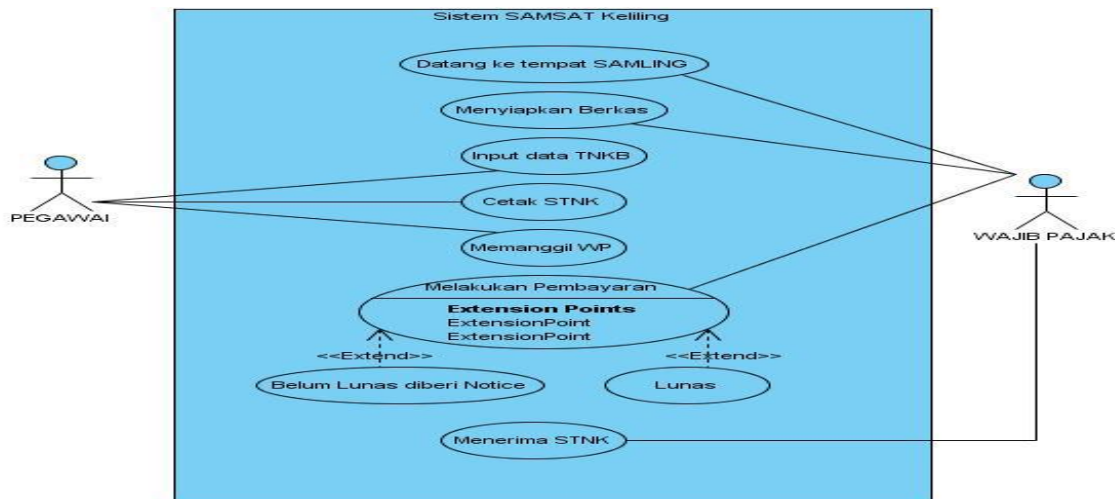 Sistem SAMSAT Keliling
Datang ke tempat SAMLING
Menyiapkan Berkas
Input data TNKB
Cetak STNK
Memanggil WP
PEGAWAI
WAJIB PAJAK
Melakukan Pembayaran
Extension Points
ExtensionPoint
ExtensionPoint
<<Extend>>
<<Extend>>
Belum Lunas diberi Notice
Lunas
Menerima STNK